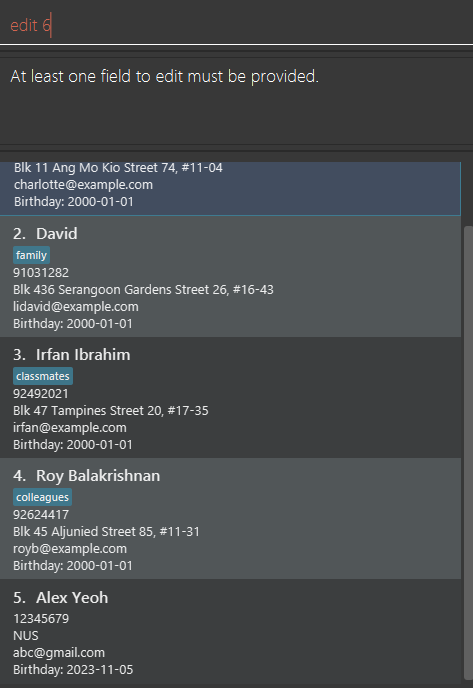 edit 6
At least one field to edit must be provided.
Blk 11 Ang Mo Kio Street 74, #11-04
charlotte@example.com
Birthday: 2000-01-01
2. David
family
91031282
Blk 436 Serangoon Gardens Street 26, #16-43
lidavid@example.com
Birthday: 2000-01-01
3. Irfan Ibrahim
classmates
92492021
Blk 47 Tampines Street 20, #17-35
irfan@example.com
Birthday: 2000-01-01
4. Roy Balakrishnan
colleagues
92624417
Blk 45 Aljunied Street 85, #11-31
royb@example.com
Birthday: 2000-01-01
5. Alex Yeoh
12345679
NUS
abc@gmail.com
Birthday: 2023-11-05